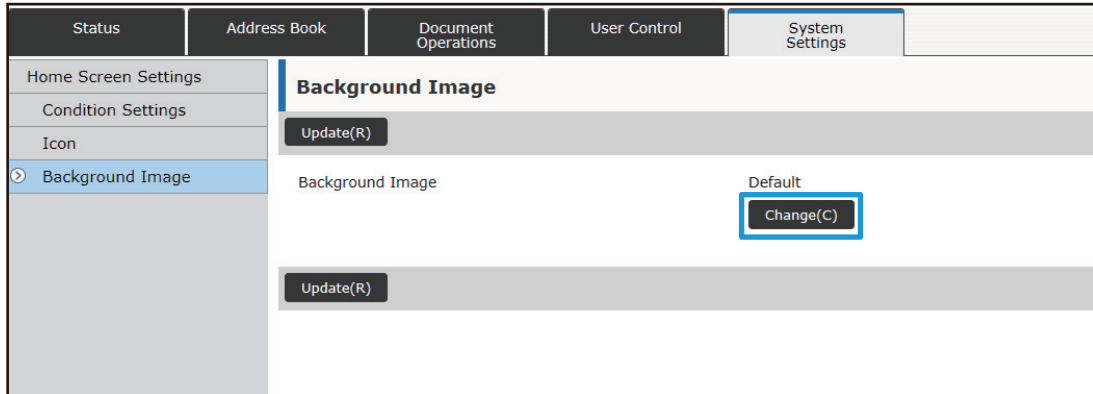 Status
Address Book
Document
Operations
User Control
System
Settings
Home Screen Settings
Condition Settings
Icon
Background Image
Background Image
Update(R)
Background Image
Default
Change(C)
Update(R)